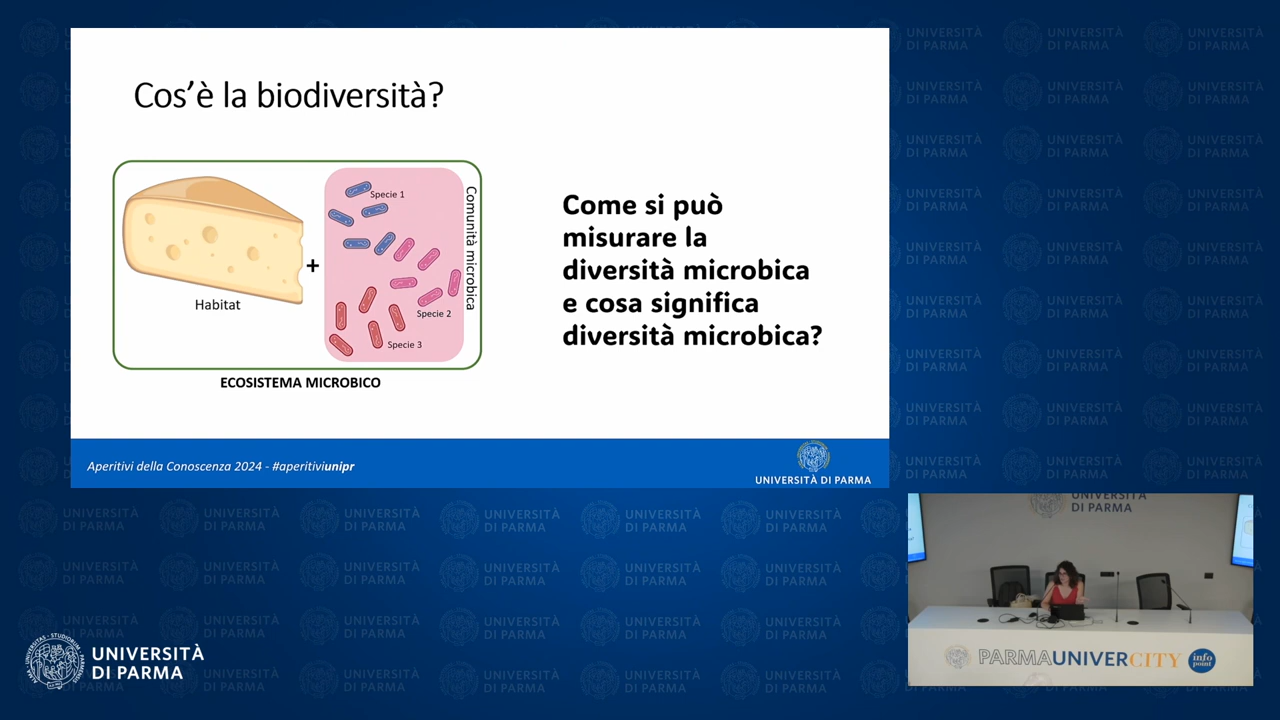 Cos'è la biodiversità?
Specie 1
Comunità microbica
+
Habitat
Specie 2
Specie 3
ECOSISTEMA MICROBICO
Come si può
misurare la
diversità microbica
e cosa significa
diversità microbica?
Aperitivi della Conoscenza 2024 - #aperitiviunipr
UNIVERSITÀ DI PARMA
UNIVERSITÀ
DI PARMA
PARMAUNIVERCITY
info
point
UNIVERSITÀ
DI PARMA